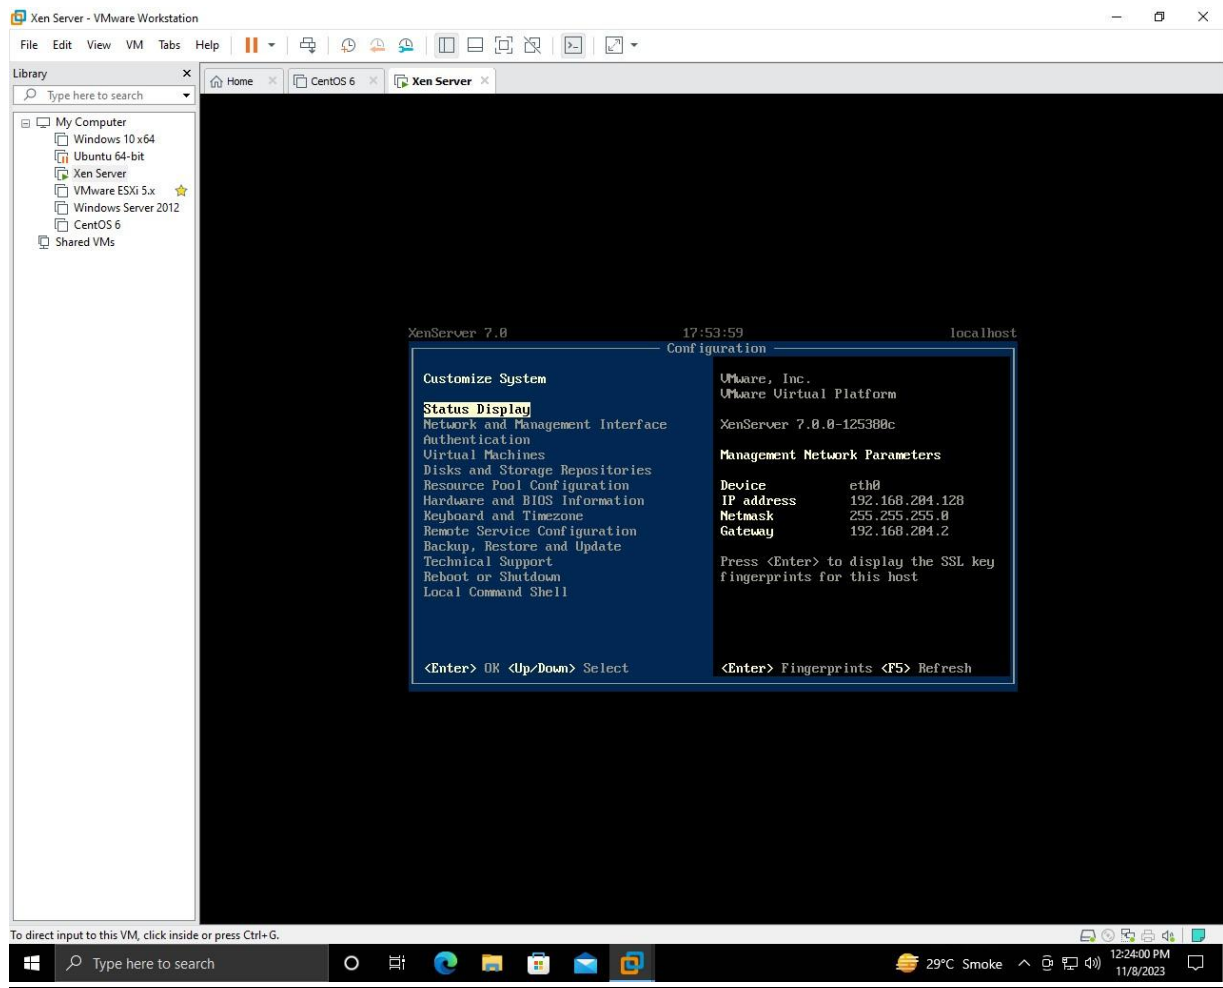 Xen Server - VMware Workstation
File Edit View VM Tabs Help
Library
Home
CentOS 6
Xen Server
Type here to search
My Computer
Windows 10 x64
Ubuntu 64-bit
Xen Server
VMware ESXi 5.x
Windows Server 2012
CentOS 6
Shared VMs
XenServer 7.0 17:53:59 localhost
Configuration
Customize System
Status Display
Network and Management Interface
Authentication
Virtual Machines
Disks and Storage Repositories
Resource Pool Configuration
Hardware and BIOS Information
Keyboard and Timezone
Remote Service Configuration
Backup, Restore and Update
Technical Support
Reboot or Shutdown
Local Command Shell
<Enter> OK <Up/Down> Select
VMware, Inc.
VMware Virtual Platform
XenServer 7.0.0-125380c
Management Network Parameters
Device eth0
IP address 192.168.204.128
Netmask 255.255.255.0
Gateway 192.168.204.2
Press <Enter> to display the SSL key
fingerprints for this host
<Enter> Fingerprints <F5> Refresh
To direct input to this VM, click inside or press Ctrl+G.
Type here to search
29°C Smoke
12:24:00 PM
11/8/2023